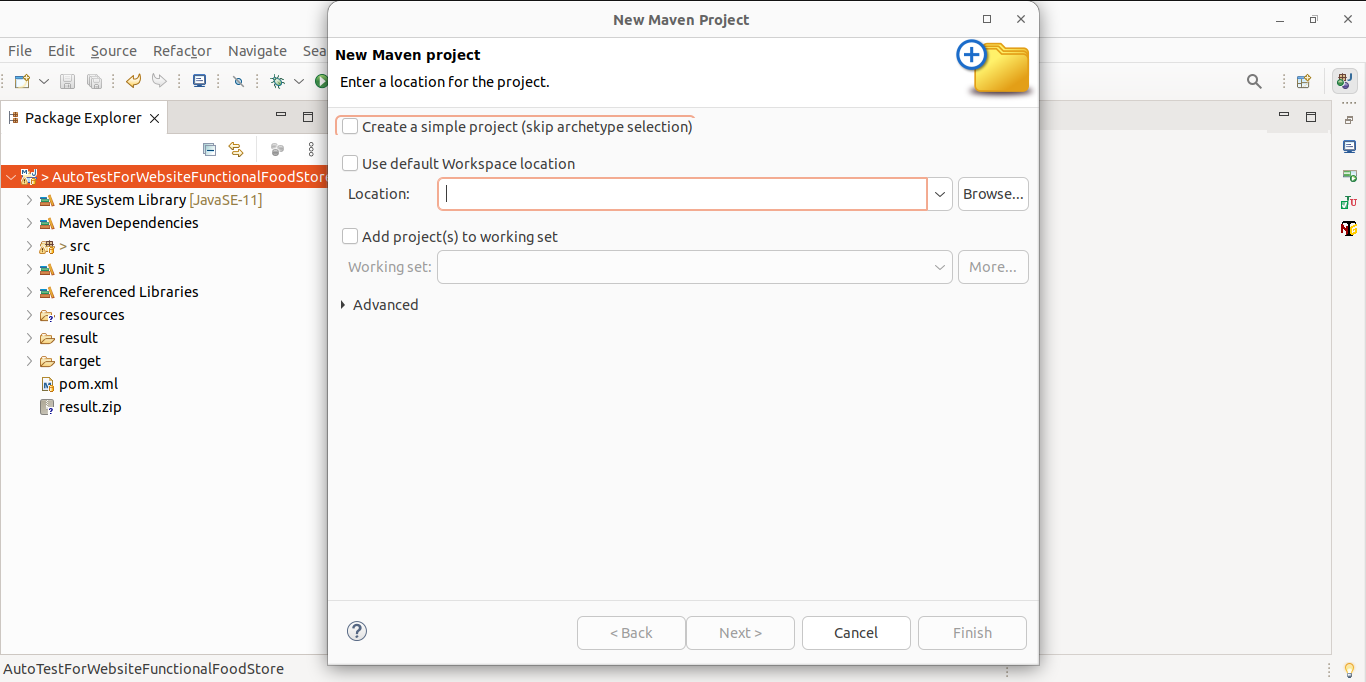 New Maven Project
File Edit Source Refactor Navigate Sea
New Maven project
Enter a location for the project.
Package Explorer
Create a simple project (skip archetype selection)
Use default Workspace location
Location:
Browse...
Add project(s) to working set
Working set:
More...
Advanced
> AutoTestForWebsiteFunctionalFoodStore
JRE System Library [JavaSE-11]
Maven Dependencies
> src
JUnit 5
Referenced Libraries
resources
result
target
pom.xml
result.zip
< Back
Next >
Cancel
Finish
AutoTestForWebsiteFunctionalFoodStore